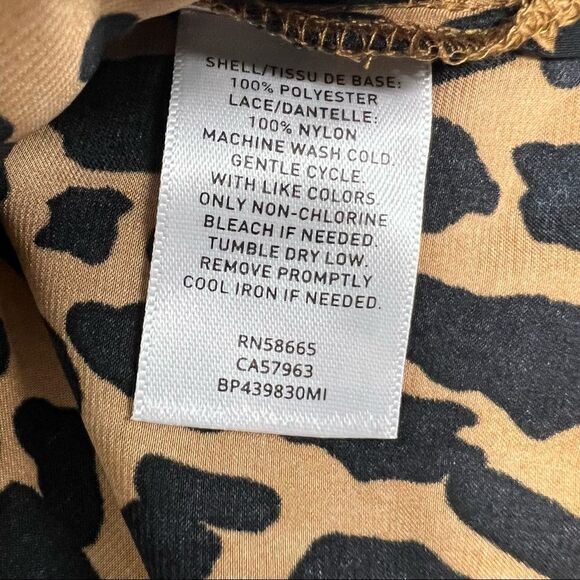 SHELL/TISSU DE BASE:
100% POLYESTER
LACE/DANTELLE:
100% NYLON
MACHINE WASH COLD.
GENTLE CYCLE.
WITH LIKE COLORS.
ONLY NON-CHLORINE
BLEACH IF NEEDED.
TUMBLE DRY LOW.
REMOVE PROMPTLY
COOL IRON IF NEEDED.
RN58665
CA57963
BP439830MI